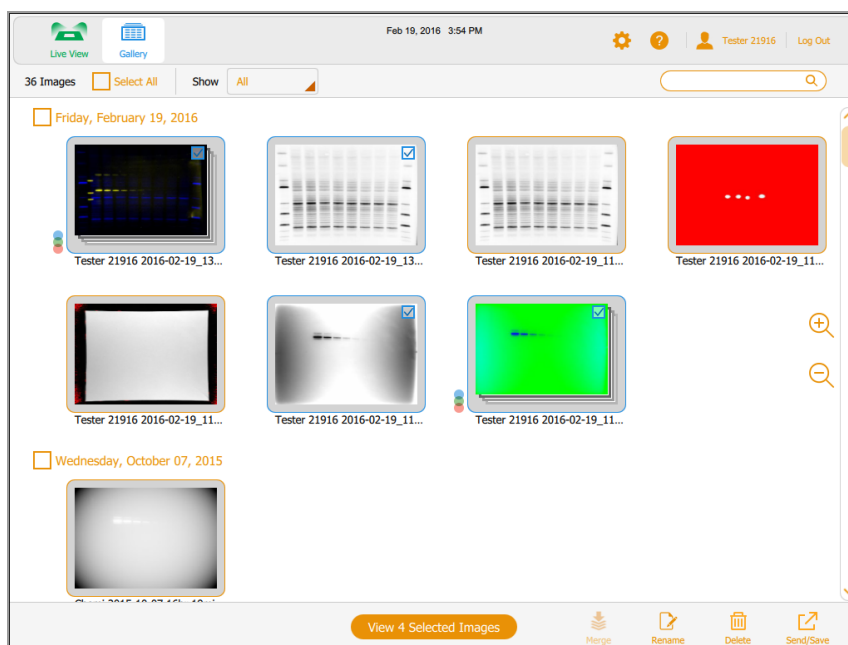 Feb 19, 2016 3:54 PM
Live View
Gallery
?
Tester 21916
Log Out
36 Images
Select All
Show
All
Friday, February 19, 2016
Tester 21916 2016-02-19_13...
Tester 21916 2016-02-19_13...
Tester 21916 2016-02-19_11...
Tester 21916 2016-02-19_11...
Tester 21916 2016-02-19_11...
Tester 21916 2016-02-19_11...
Tester 21916 2016-02-19_11...
Wednesday, October 07, 2015
View 4 Selected Images
Merge
Rename
Delete
Send/Save